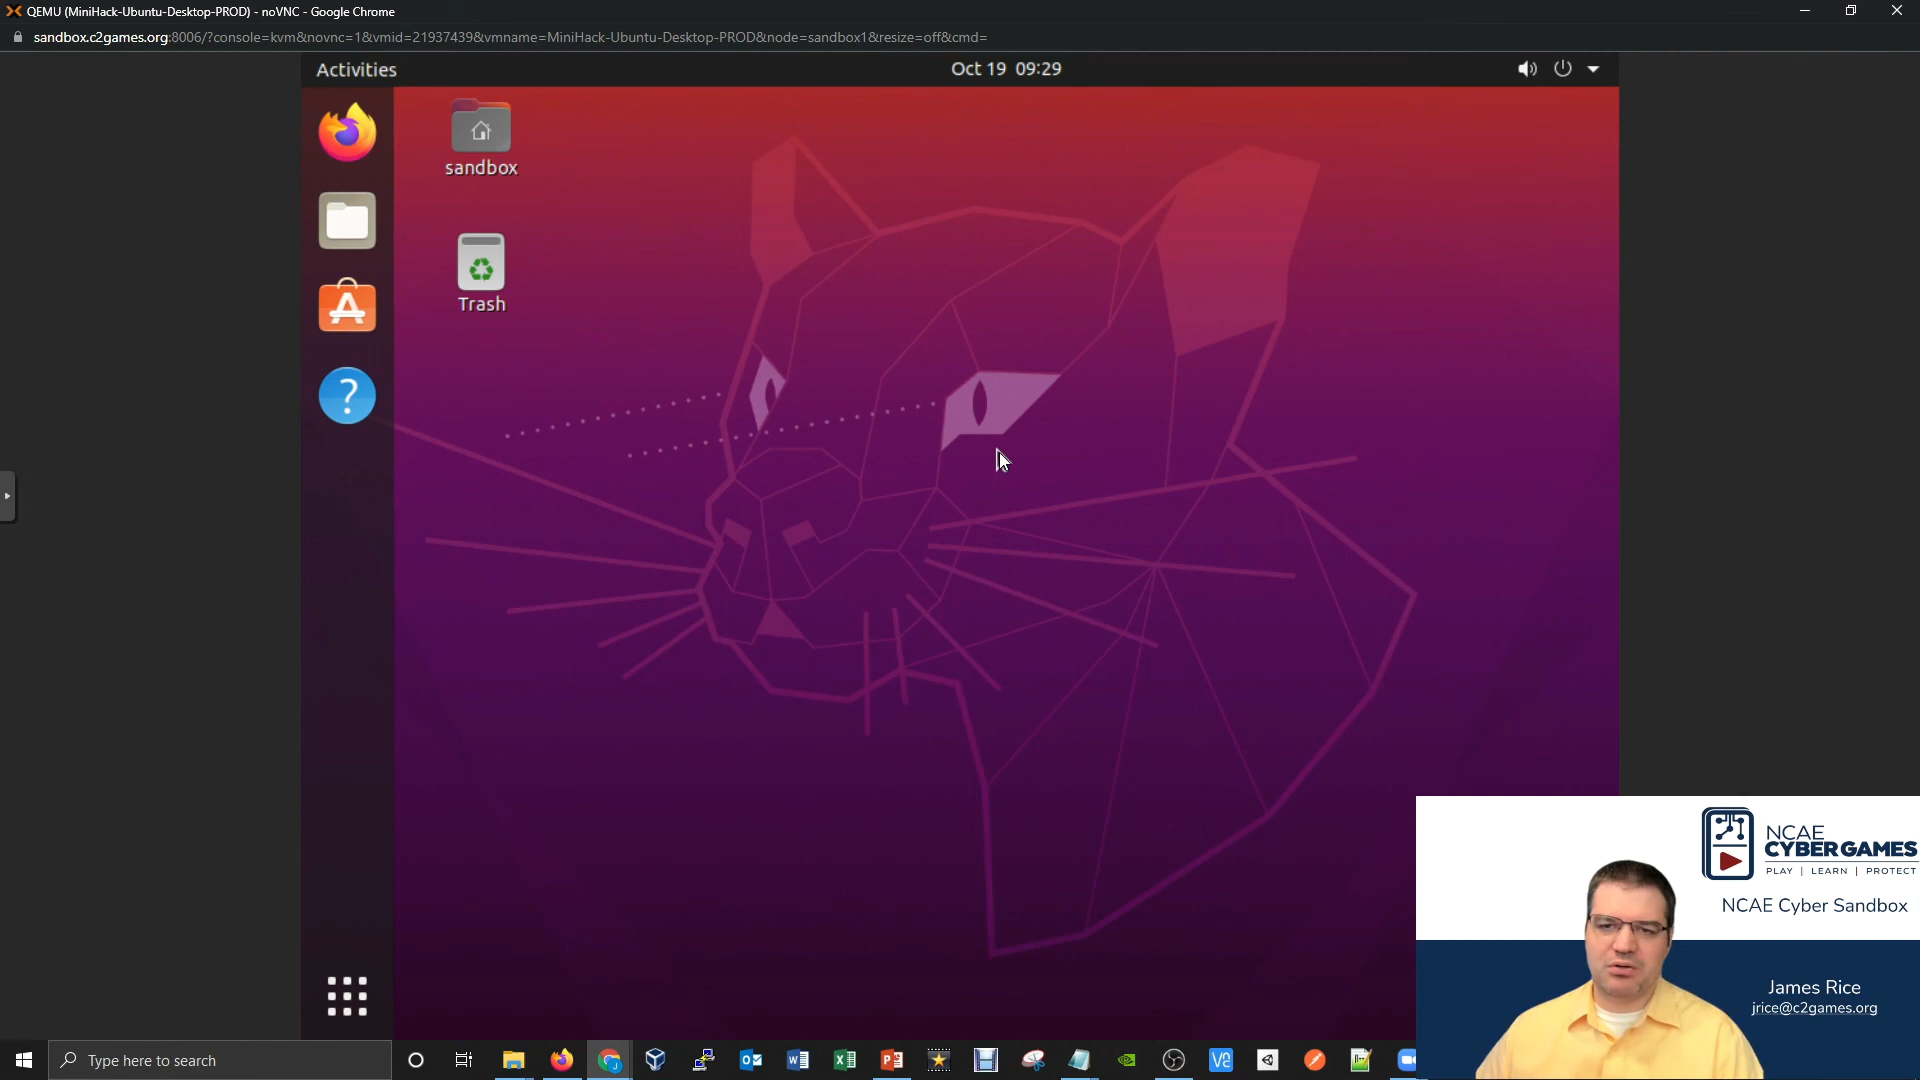 QEMU (MiniHack-Ubuntu-Desktop-PROD) - noVNC - Google Chrome
sandbox.c2games.org:8006/?console=kvm&novnc=1&vmid=21937439&vmname=MiniHack-Ubuntu-Desktop-PROD&node=sandbox1&resize=off&cmd=
Activities
Oct 19 09:29
sandbox
Trash
NCAE
CYBERGAMES
PLAY | LEARN | PROTECT
NCAE Cyber Sandbox
James Rice
jrice@c2games.org
Type here to search